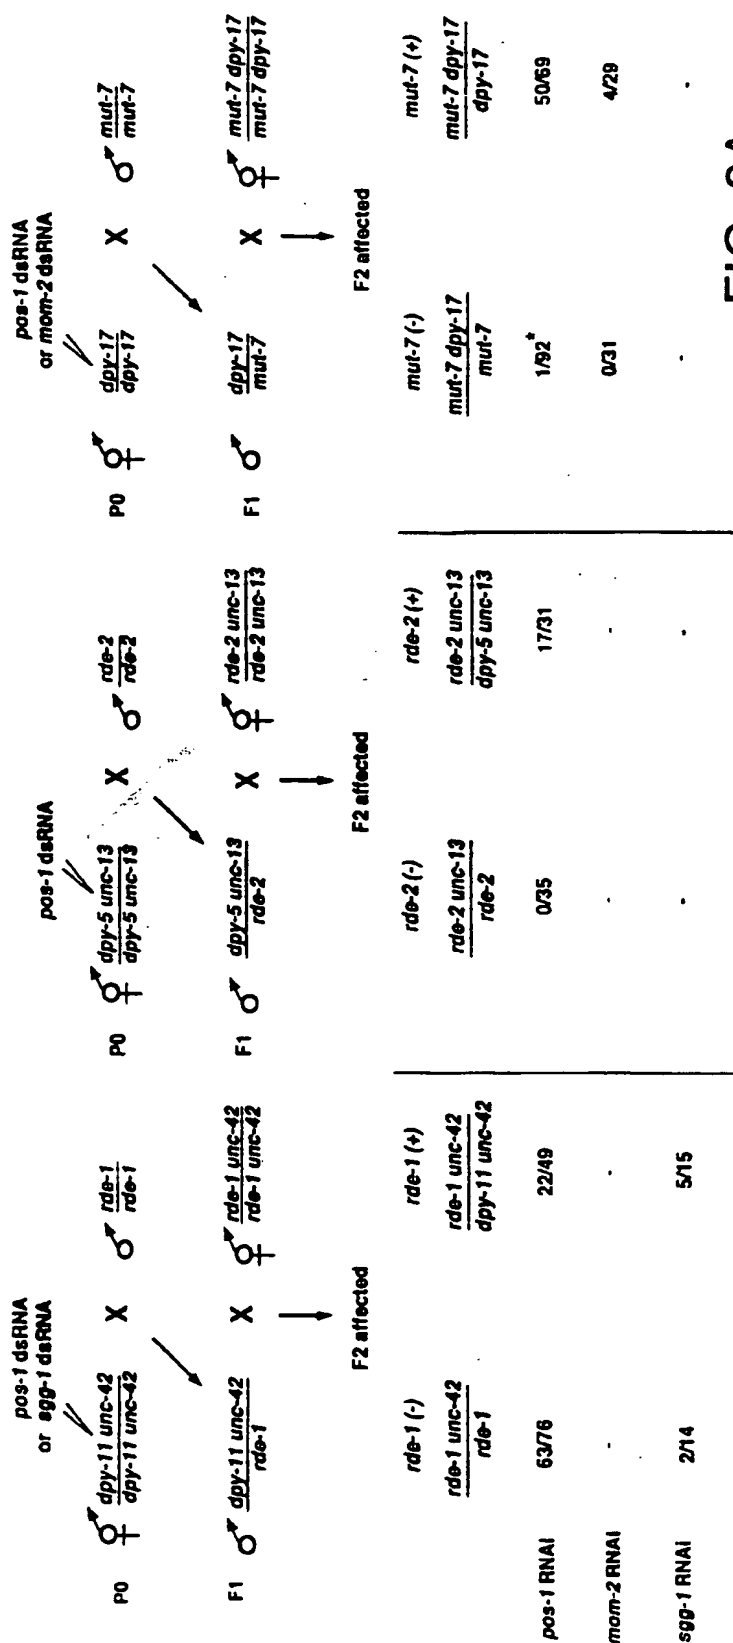 pos-1 dsRNA
or sgg-1 dsRNA
P0
dpy-11 unc-42
dpy-11 unc-42
X
rde-1
rde-1
F1
dpy-11 unc-42
rde-1
X
rde-1 unc-42
rde-1 unc-42
F2 affected
pos-1 dsRNA
P0
dpy-5 unc-13
dpy-5 unc-13
X
rde-2
rde-2
F1
dpy-5 unc-13
rde-2
X
rde-2 unc-13
rde-2 unc-13
F2 affected
pos-1 dsRNA
or mom-2 dsRNA
P0
dpy-17
dpy-17
X
mut-7
mut-7
F1
dpy-17
mut-7
X
mut-7 dpy-17
mut-7 dpy-17
F2 affected
rde-1 (-) rde-1 (+) rde-2 (-) rde-2 (+) mut-7 (-) mut-7 (+)
rde-1 unc-42 rde-1 unc-42 rde-2 unc-13 rde-2 unc-13 mut-7 dpy-17 mut-7 dpy-17
rde-1 dpy-11 unc-42 rde-2 dpy-5 unc-13 mut-7 dpy-17
pos-1 RNAi 63/76 22/49 0/35 17/31 1/92* 50/69
mom-2 RNAi - - - - 0/31 4/29
sgg-1 RNAi 2/14 5/15 - - - -